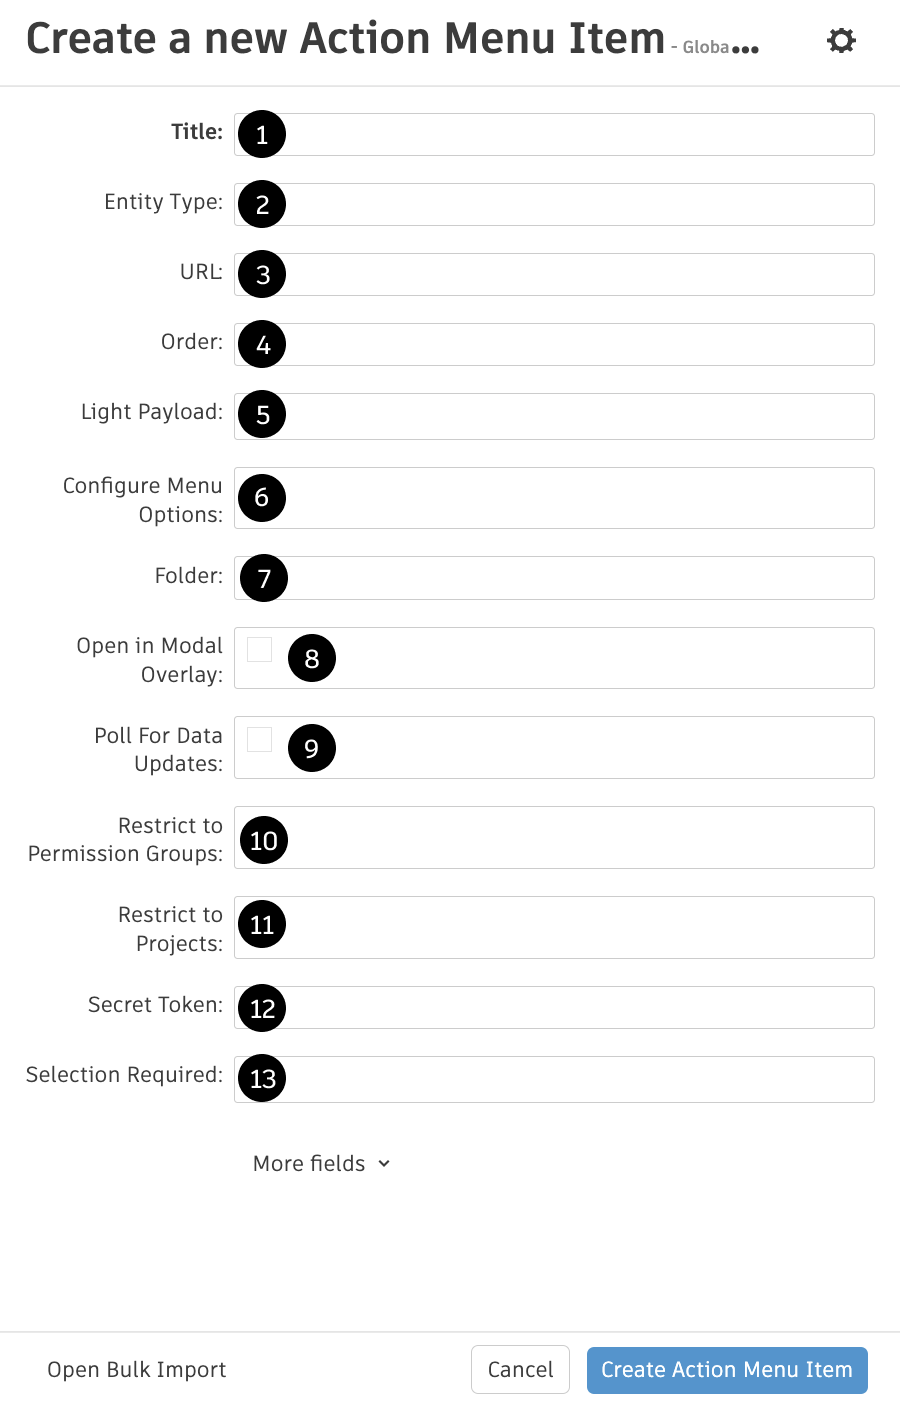 Create a new Action Menu Item - Globa...
Title: 1
Entity Type: 2
URL: 3
Order: 4
Light Payload: 5
Configure Menu
Options: 6
Folder: 7
Open in Modal
Overlay: 8
Poll For Data
Updates: 9
Restrict to
Permission Groups: 10
Restrict to
Projects: 11
Secret Token: 12
Selection Required: 13
More fields
Open Bulk Import Cancel Create Action Menu Item